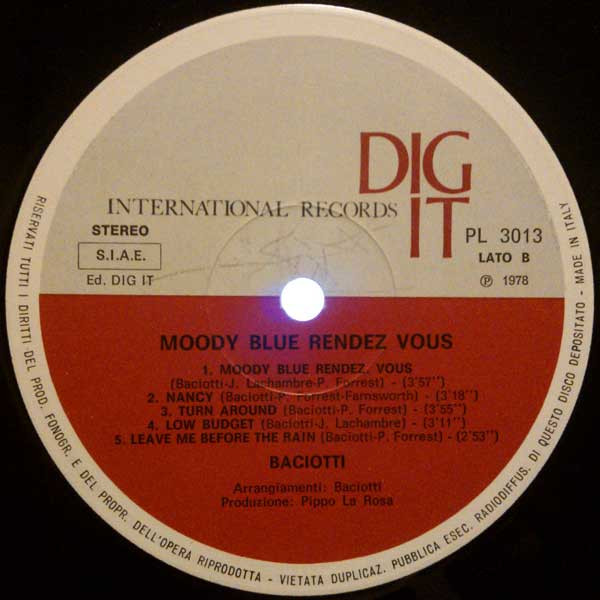 DIG
IT
INTERNATIONAL RECORDS
STEREO
S.I.A.E.
Ed. DIG IT
PL 3013
LATO B
Ⓟ 1978
MOODY BLUE RENDEZ VOUS
1. MOODY BLUE RENDEZ. VOUS
(Baciotti-J. Lachambre-P. Forrest) - (3'57'')
2. NANCY (Baciotti-P. Forrest-Farnsworth) - (3'18'')
3. TURN AROUND (Baciotti-P. Forrest) - (3'55'')
4. LOW BUDGET (Baciotti-J. Lachambre) - (3'11'')
5. LEAVE ME BEFORE THE RAIN (Baciotti-P. Forrest) - (2'53'')
BACIOTTI
Arrangiamenti: Baciotti
Produzione: Pippo La Rosa
RISERVATI TUTTI I DIRITTI DEL PROD. FONOGR. E DEL PROPR. DELL'OPERA RIPRODOTTA - VIETATA DUPLICAZ. PUBBLICA ESEC. RADIODIFFUS. DI QUESTO DISCO DEPOSITATO - MADE IN ITALY